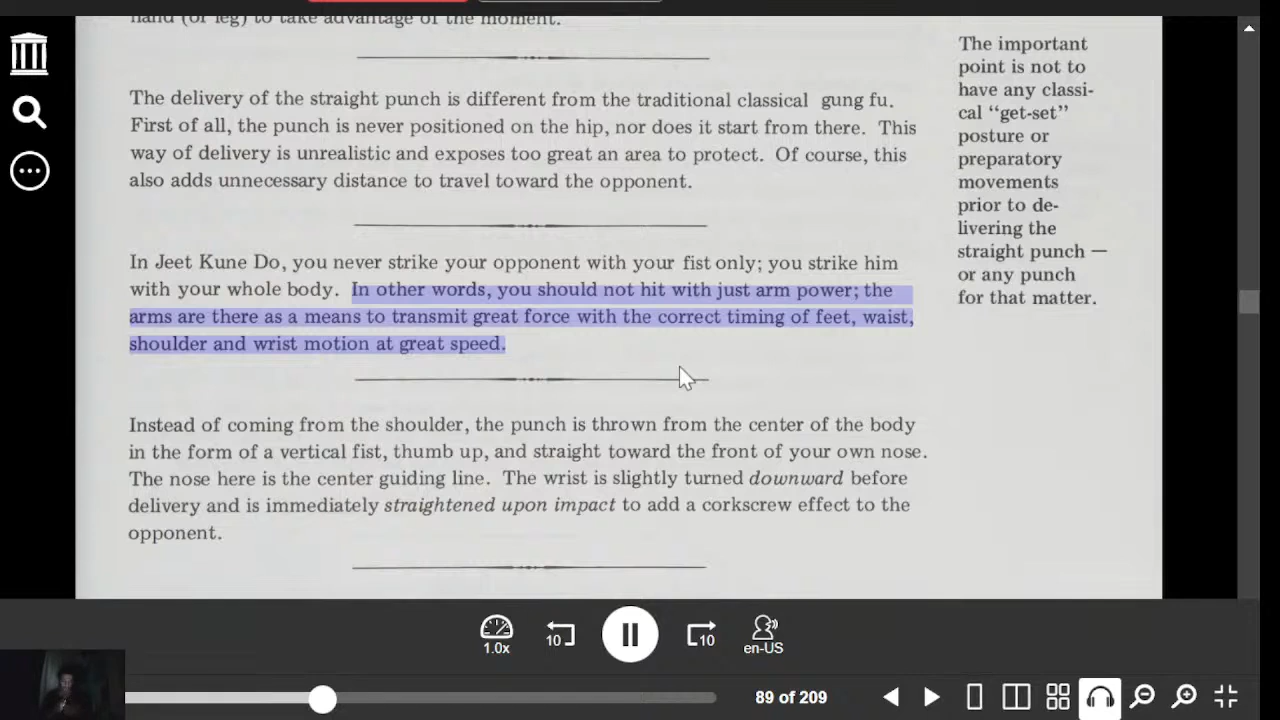 hand (or leg) to take advantage of the moment.
The delivery of the straight punch is different from the traditional classical gung fu.
First of all, the punch is never positioned on the hip, nor does it start from there. This
way of delivery is unrealistic and exposes too great an area to protect. Of course, this
also adds unnecessary distance to travel toward the opponent.
In Jeet Kune Do, you never strike your opponent with your fist only; you strike him
with your whole body. In other words, you should not hit with just arm power; the
arms are there as a means to transmit great force with the correct timing of feet, waist,
shoulder and wrist motion at great speed.
Instead of coming from the shoulder, the punch is thrown from the center of the body
in the form of a vertical fist, thumb up, and straight toward the front of your own nose.
The nose here is the center guiding line. The wrist is slightly turned downward before
delivery and is immediately straightened upon impact to add a corkscrew effect to the
opponent.
The important
point is not to
have any classi-
cal “get-set”
posture or
preparatory
movements
prior to de-
livering the
straight punch —
or any punch
for that matter.
1.0x
10
10
en-US
89 of 209